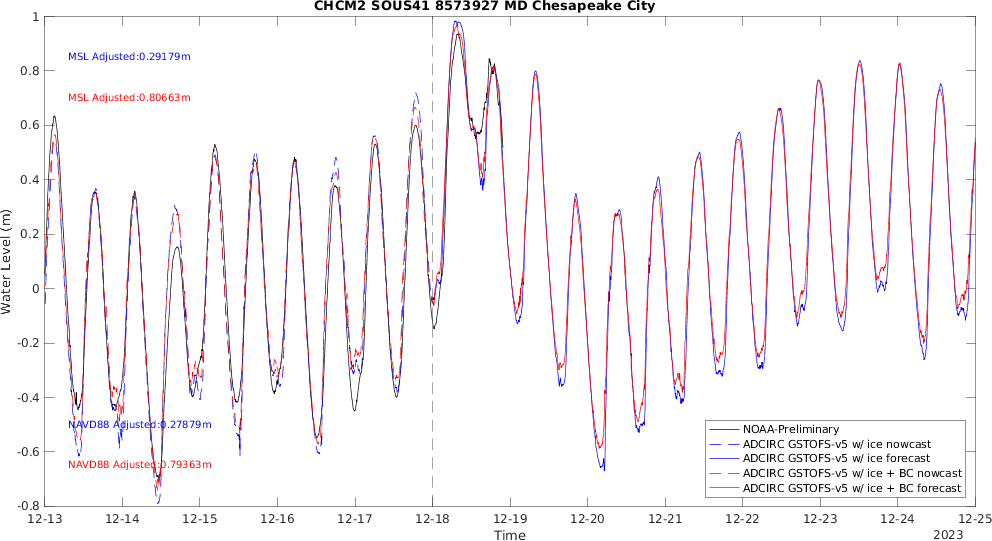 CHCM2 SOUS41 8573927 MD Chesapeake City
1
0.8
0.6
0.4
0.2
0
-0.2
-0.4
-0.6
-0.8
Water Level (m)
MSL Adjusted:0.29179m
MSL Adjusted:0.80663m
NAVD88 Adjusted:0.27879m
NAVD88 Adjusted:0.79363m
NOAA-Preliminary
ADCIRC GSTOFS-v5 w/ ice nowcast
ADCIRC GSTOFS-v5 w/ ice forecast
ADCIRC GSTOFS-v5 w/ ice + BC nowcast
ADCIRC GSTOFS-v5 w/ ice + BC forecast
12-13 12-14 12-15 12-16 12-17 12-18 12-19 12-20 12-21 12-22 12-23 12-24 12-25
Time
2023